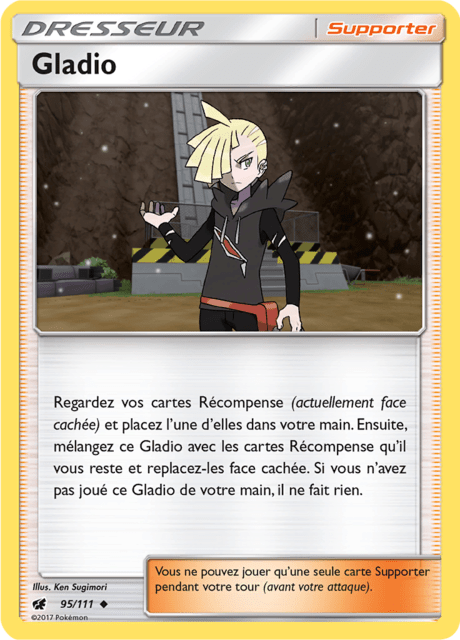 DRESSEUR
Supporter
Gladio
Regardez vos cartes Récompense (actuellement face
cachée) et placez l'une d'elles dans votre main. Ensuite,
mélangez ce Gladio avec les cartes Récompense qu'il
vous reste et replacez-les face cachée. Si vous n'avez
pas joué ce Gladio de votre main, il ne fait rien.
Vous ne pouvez jouer qu'une seule carte Supporter
pendant votre tour (avant votre attaque).
Illus. Ken Sugimori
95/111
©2017 Pokémon